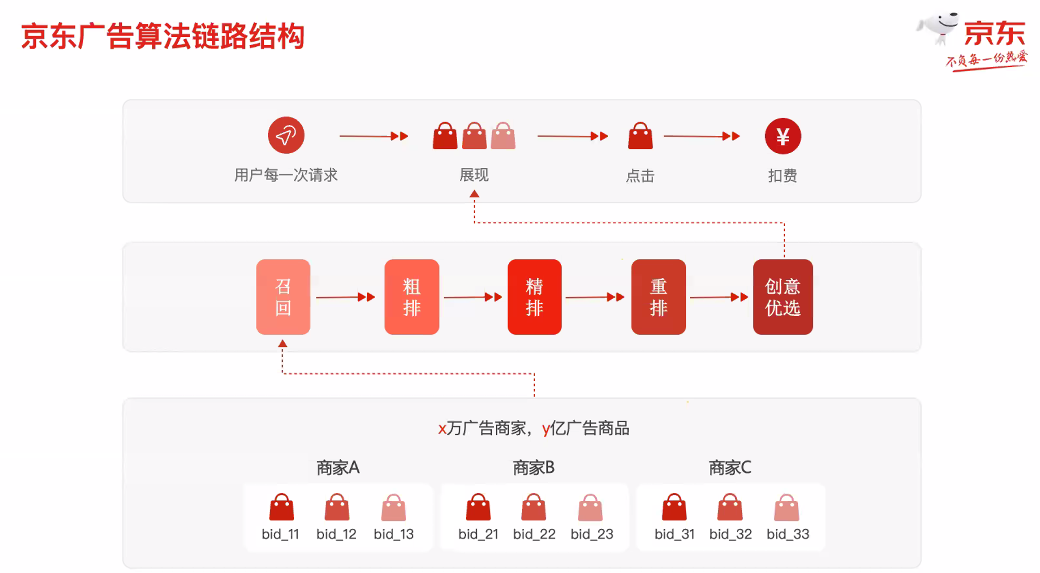 京东广告算法链路结构
京东
不负每一份热爱
¥
用户每一次请求
展现
点击
扣费
召回
粗排
精排
重排
创意优选
x万广告商家，y亿广告商品
商家A
商家B
商家C
bid_11
bid_12
bid_13
bid_21
bid_22
bid_23
bid_31
bid_32
bid_33